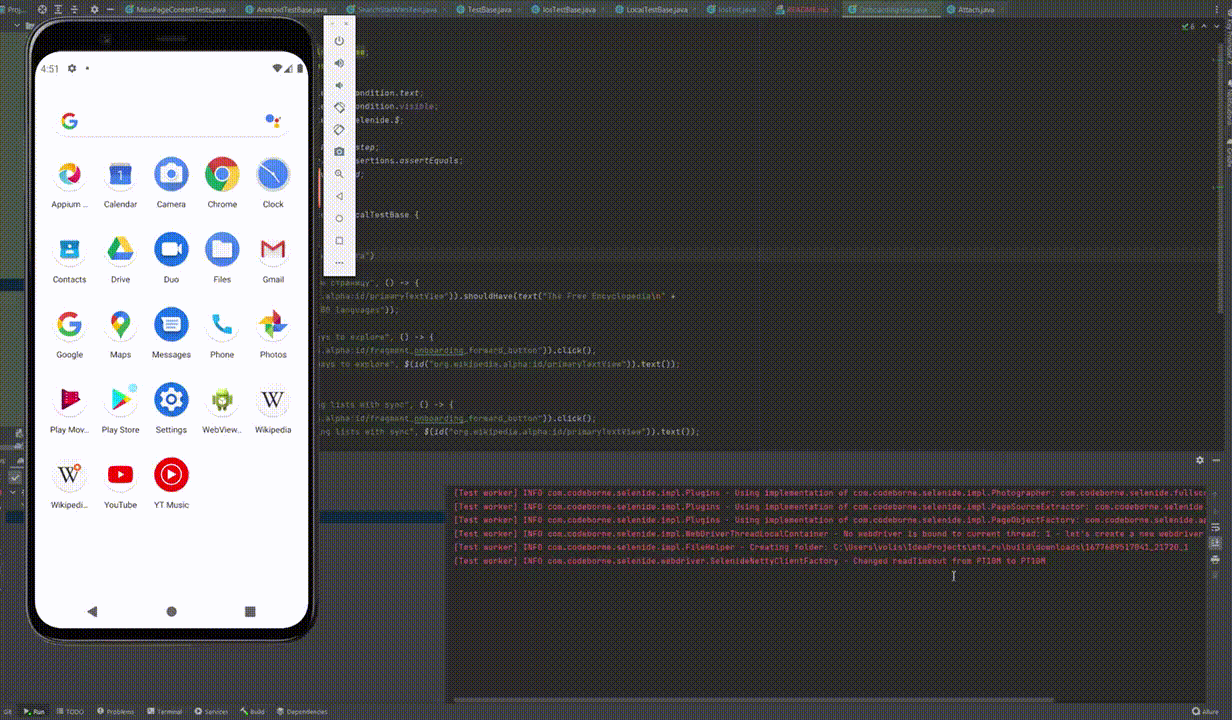 MainPageContentTests.java
AndroidTestBase.java
SearchStarWarsTest.java
TestBase.java
IosTestBase.java
LocalTestBase.java
IosTest.java
README.md
OnboardingTest.java
Attach.java
4:51
Appium ...
Calendar
Camera
Chrome
Clock
Contacts
Drive
Duo
Files
Gmail
Google
Maps
Messages
Phone
Photos
Play Mov...
Play Store
Settings
WebView...
Wikipedia
Wikipedi...
YouTube
YT Music
6
ondition.text;
ondition.visible;
elenide.$;
step;
sertions.assertEquals;
calTestBase {
") 
", () -> {
.alpha:id/primaryTextView")).shouldHave(text("The Free Encyclopedia\n" +
languages"));
ys to explore", () -> {
.alpha:id/fragment_onboarding_forward_button")).click();
ays to explore", $(id("org.wikipedia.alpha:id/primaryTextView")).text());
ng lists with sync", () -> {
.alpha:id/fragment_onboarding_forward_button")).click();
ng lists with sync", $(id("org.wikipedia.alpha:id/primaryTextView")).text());
[Test worker] INFO com.codeborne.selenide.impl.Plugins - Using implementation of com.codeborne.selenide.impl.Photographer: com.codeborne.selenide.fullsc
[Test worker] INFO com.codeborne.selenide.impl.Plugins - Using implementation of com.codeborne.selenide.impl.PageSourceExtractor: com.codeborne.selenide
[Test worker] INFO com.codeborne.selenide.impl.Plugins - Using implementation of com.codeborne.selenide.impl.PageObjectFactory: com.codeborne.selenide.a
[Test worker] INFO com.codeborne.selenide.impl.WebDriverThreadLocalContainer - No webdriver is bound to current thread: 1 - let's create a new webdriver
[Test worker] INFO com.codeborne.selenide.impl.FileHelper - Creating folder: C:\Users\volis\IdeaProjects\mts_ru\build\downloads\1677689517041_21720_1
[Test worker] INFO com.codeborne.selenide.webdriver.SelenideNettyClientFactory - Changed readTimeout from PT10M to PT10M
Git
Run
TODO
Problems
Terminal
Services
Build
Dependencies
Allure